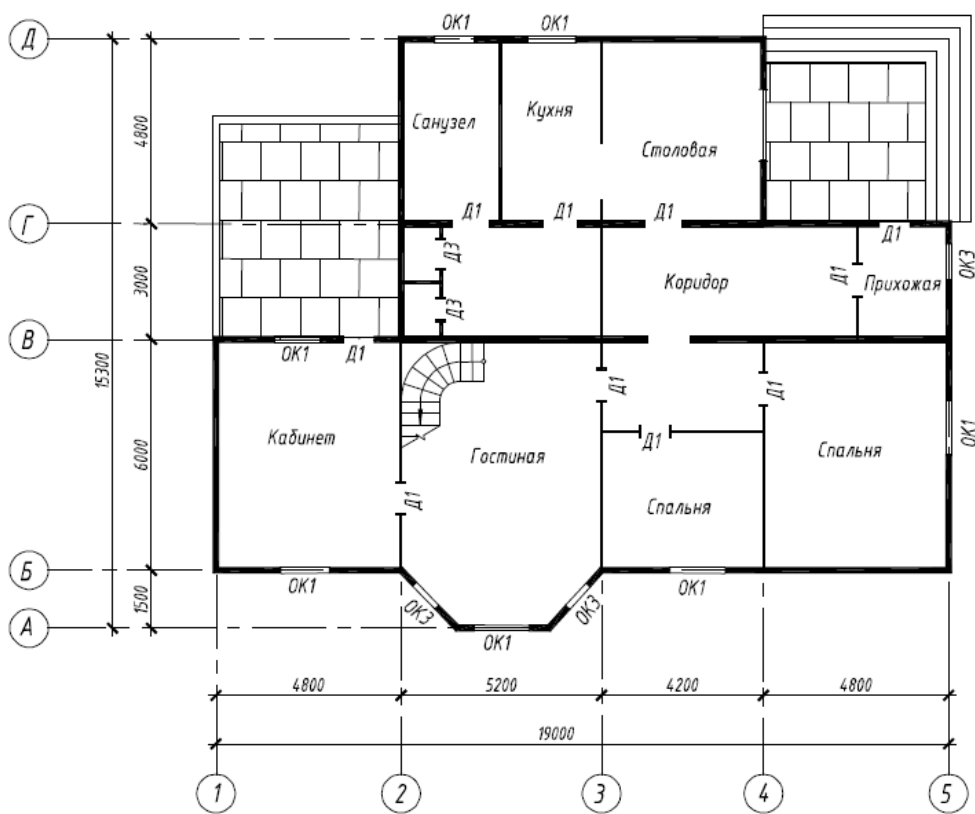 ОК1
ОК1
Д
4800
Санузел
Кухня
Столовая
Г
Д1
Д1
Д1
Д1
3000
Д3
Д3
Коридор
Д1
Прихожая
ОК3
В
ОК1
Д1
15300
6000
Кабинет
Гостиная
Д1
Д1
Д1
Д1
Спальня
Спальня
ОК1
Б
ОК1
ОК3
ОК3
ОК1
1500
А
ОК1
4800
5200
4200
4800
19000
1
2
3
4
5